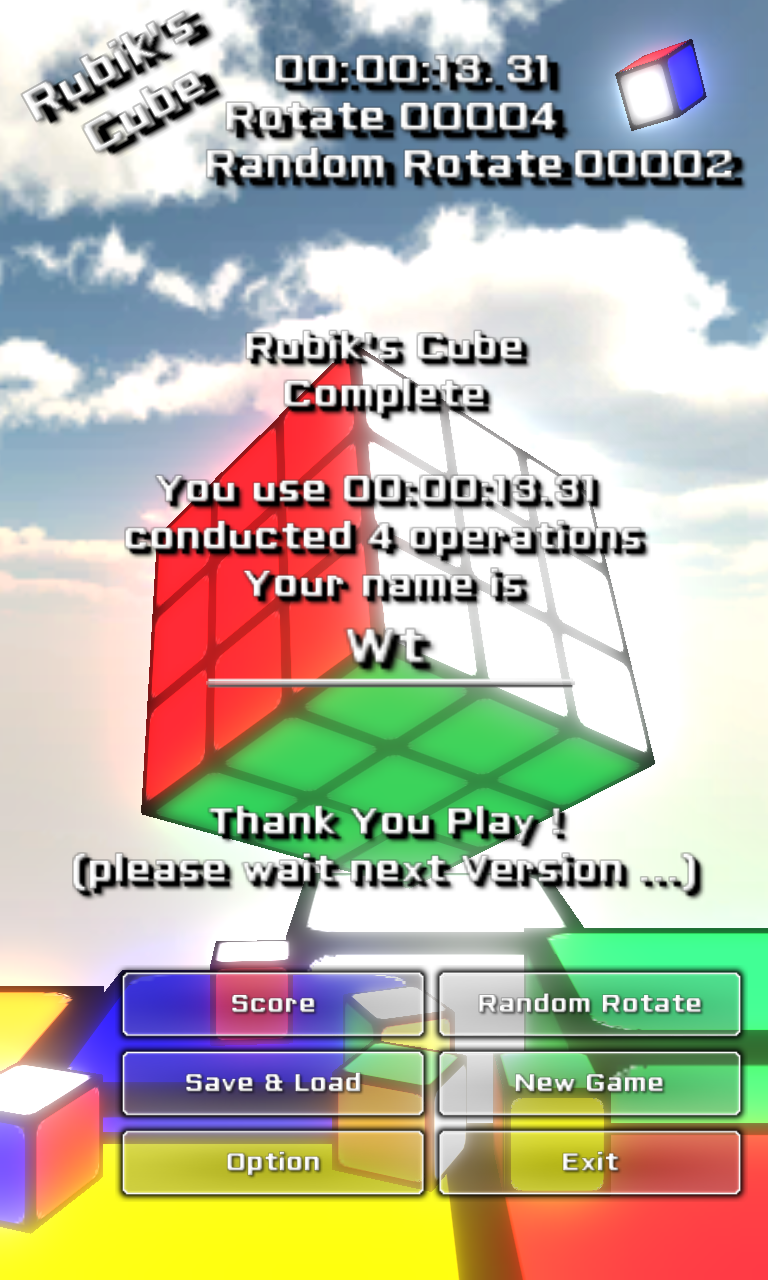 Rubik's
Cube
00:00:13.31
Rotate 00004
Random Rotate 00002
Rubik's Cube
Complete
You use 00:00:13.31
conducted 4 operations
Your name is
Wt
Thank You Play !
(please wait next Version ...)
Score
Random Rotate
Save & Load
New Game
Option
Exit